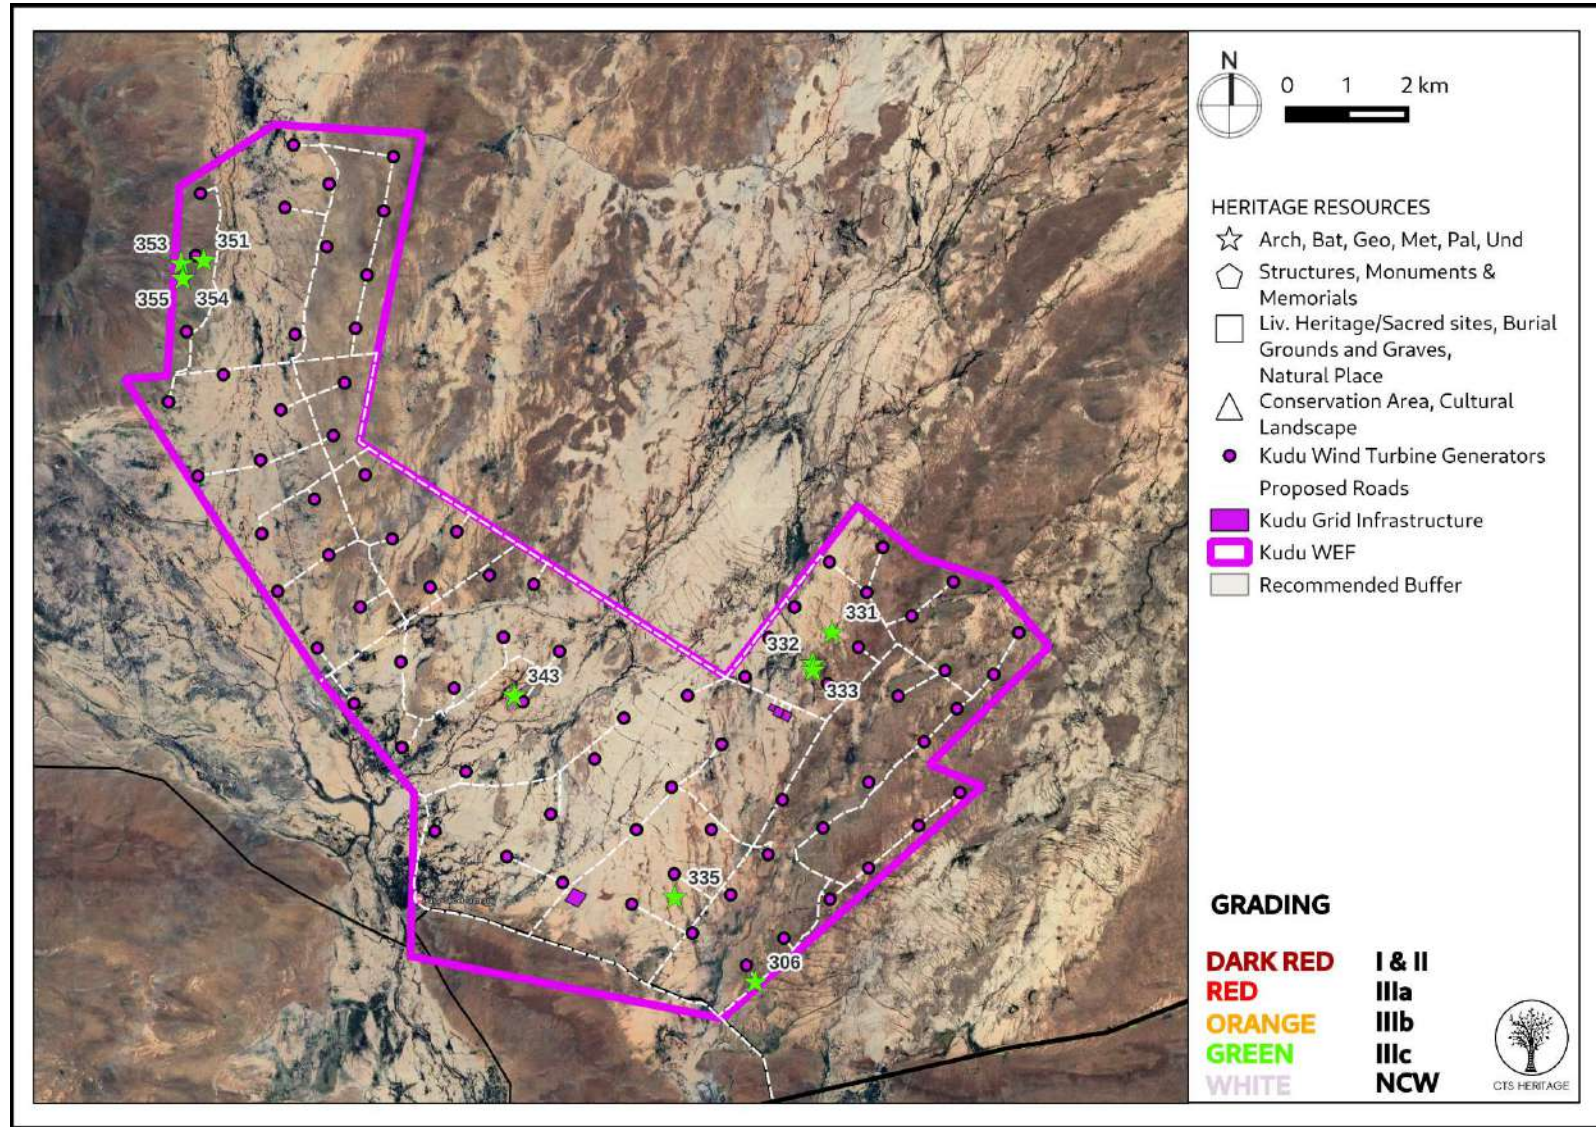 N
0 1 2 km
HERITAGE RESOURCES
Arch, Bat, Geo, Met, Pal, Und
Structures, Monuments &
Memorials
Liv. Heritage/Sacred sites, Burial
Grounds and Graves,
Natural Place
Conservation Area, Cultural
Landscape
Kudu Wind Turbine Generators
Proposed Roads
Kudu Grid Infrastructure
Kudu WEF
Recommended Buffer
GRADING
DARK RED I & II
RED IIIa
ORANGE IIIb
GREEN IIIc
WHITE NCW
CTS HERITAGE
353 351
355 354
331
332
333
343
335
306